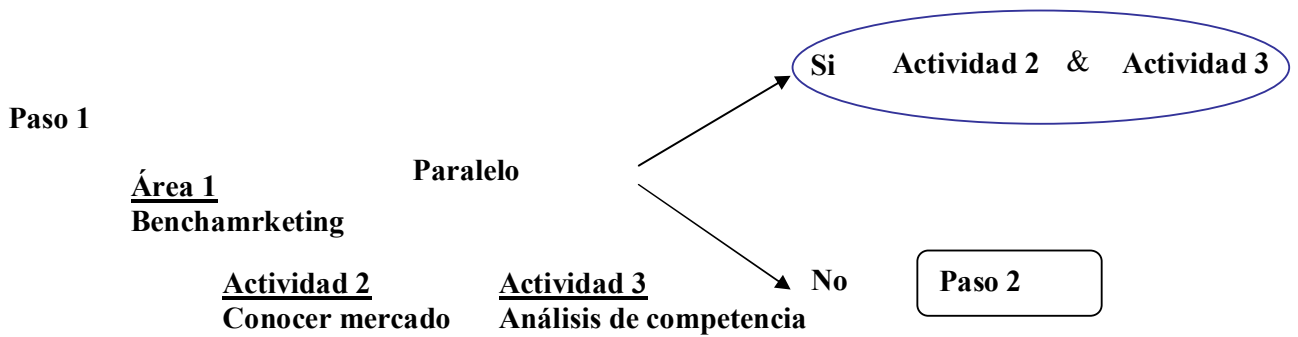 Si Actividad 2 & Actividad 3
Paso 1
Paralelo
Área 1
Benchamrketing
No Paso 2
Actividad 2 Actividad 3
Conocer mercado Análisis de competencia